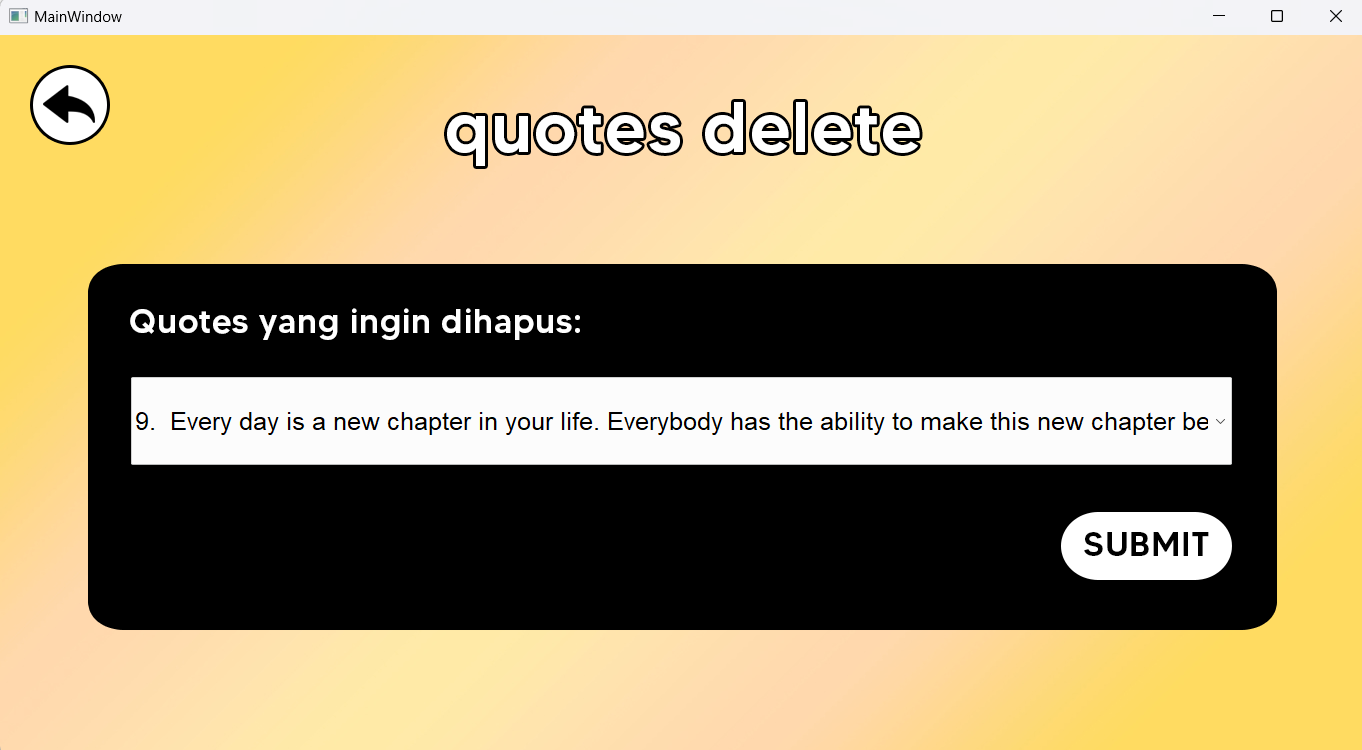 MainWindow
quotes delete
Quotes yang ingin dihapus:
9. Every day is a new chapter in your life. Everybody has the ability to make this new chapter be
SUBMIT